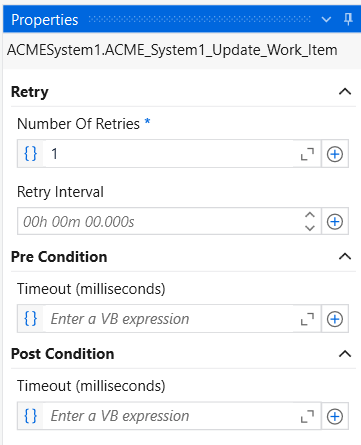 Properties
ACMESystem1.ACME_System1_Update_Work_Item
Retry
Number Of Retries *
{} 1
Retry Interval
00h 00m 00.000s
Pre Condition
Timeout (milliseconds)
{} Enter a VB expression
Post Condition
Timeout (milliseconds)
{} Enter a VB expression